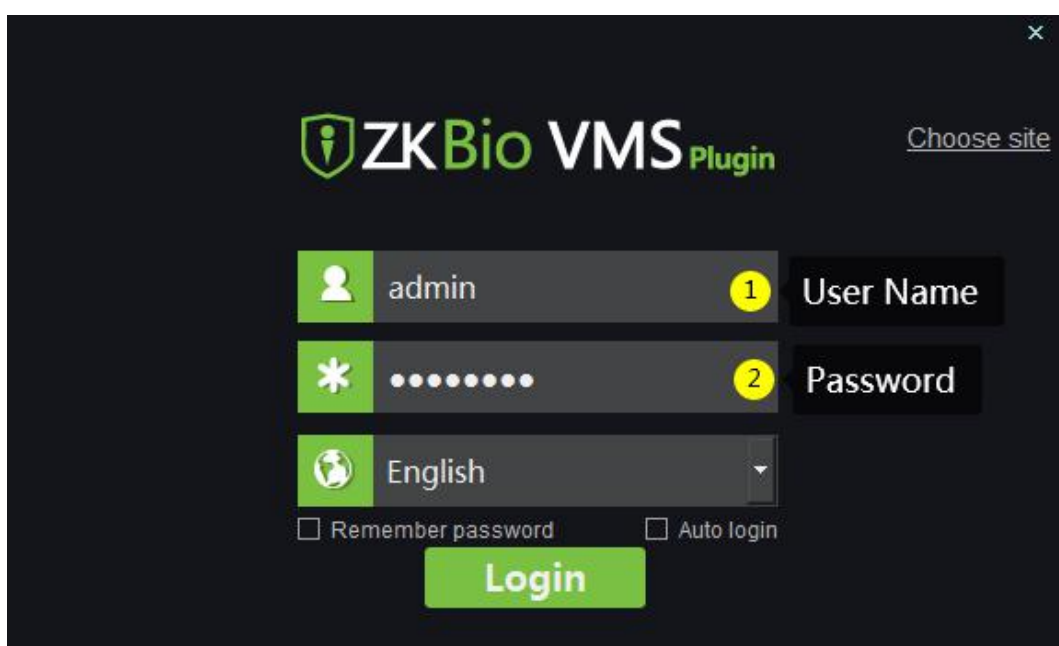 ×
ZKBio VMS Plugin
Choose site
admin
1
User Name
••••••••
2
Password
English
Remember password
Auto login
Login